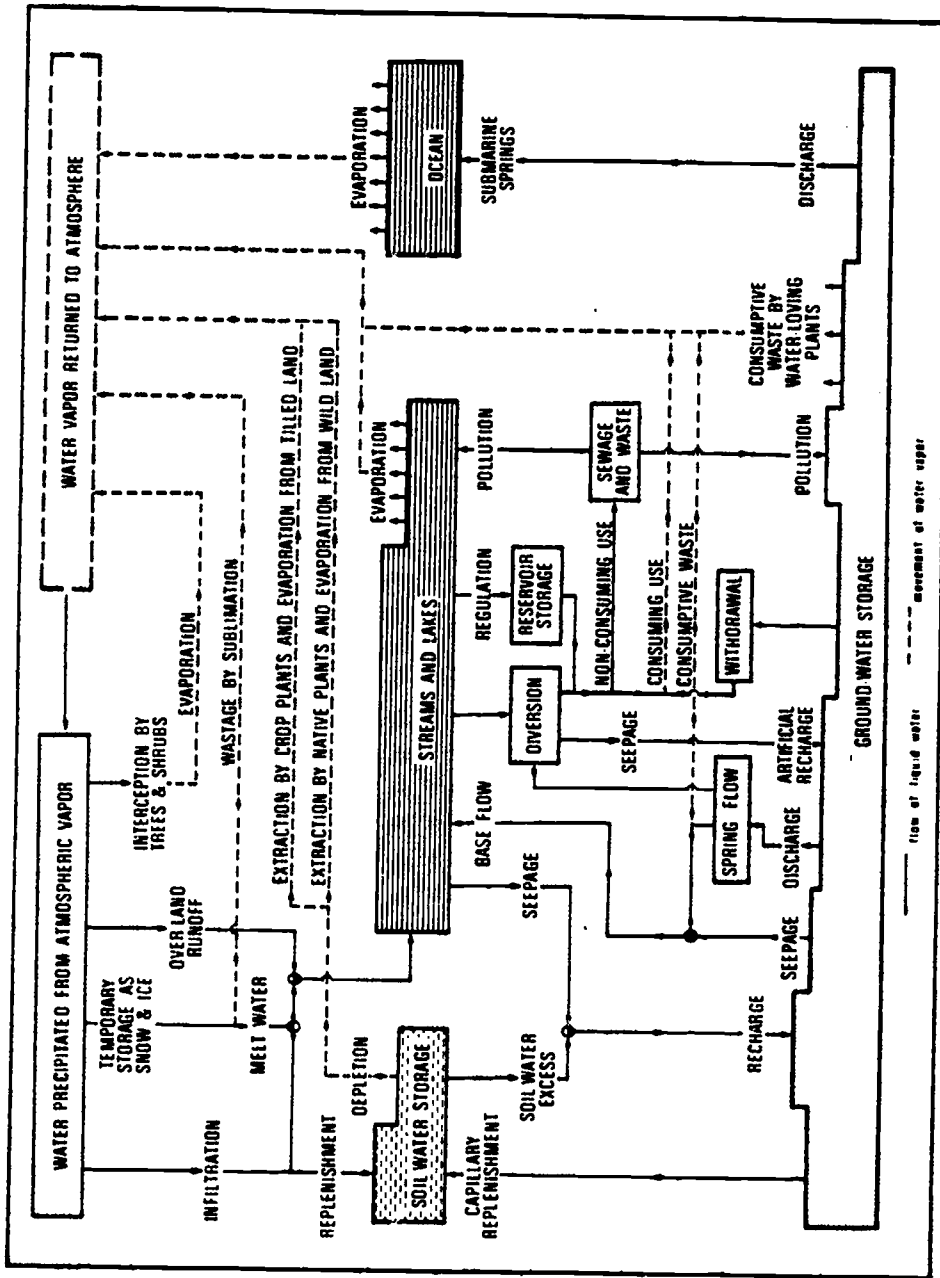 WATER PRECIPITATED FROM ATMOSPHERIC VAPOR
WATER VAPOR RETURNED TO ATMOSPHERE
INFILTRATION
TEMPORARY
STORAGE AS
SNOW & ICE
OVER LAND
RUNOFF
INTERCEPTION BY
TREES & SHRUBS
EVAPORATION
WASTAGE BY SUBLIMATION
MELT WATER
EXTRACTION BY CROP PLANTS AND EVAPORATION FROM TILLED LAND
EXTRACTION BY NATIVE PLANTS AND EVAPORATION FROM WILD LAND
REPLENISHMENT
DEPLETION
EVAPORATION
EVAPORATION
SOIL WATER STORAGE
STREAMS AND LAKES
OCEAN
CAPILLARY
REPLENISHMENT
SOIL WATER
EXCESS
SEEPAGE
BASE FLOW
REGULATION
POLLUTION
SUBMARINE
SPRINGS
DIVERSION
RESERVOIR
STORAGE
SEWAGE
AND WASTE
NON-CONSUMING USE
CONSUMING USE
CONSUMPTIVE WASTE
SEEPAGE
SPRING FLOW
WITHDRAWAL
RECHARGE
SEEPAGE
DISCHARGE
ARTIFICIAL
RECHARGE
POLLUTION
CONSUMPTIVE
WASTE BY
WATER-LOVING
PLANTS
DISCHARGE
GROUND-WATER STORAGE
flow of liquid water
movement of water vapor